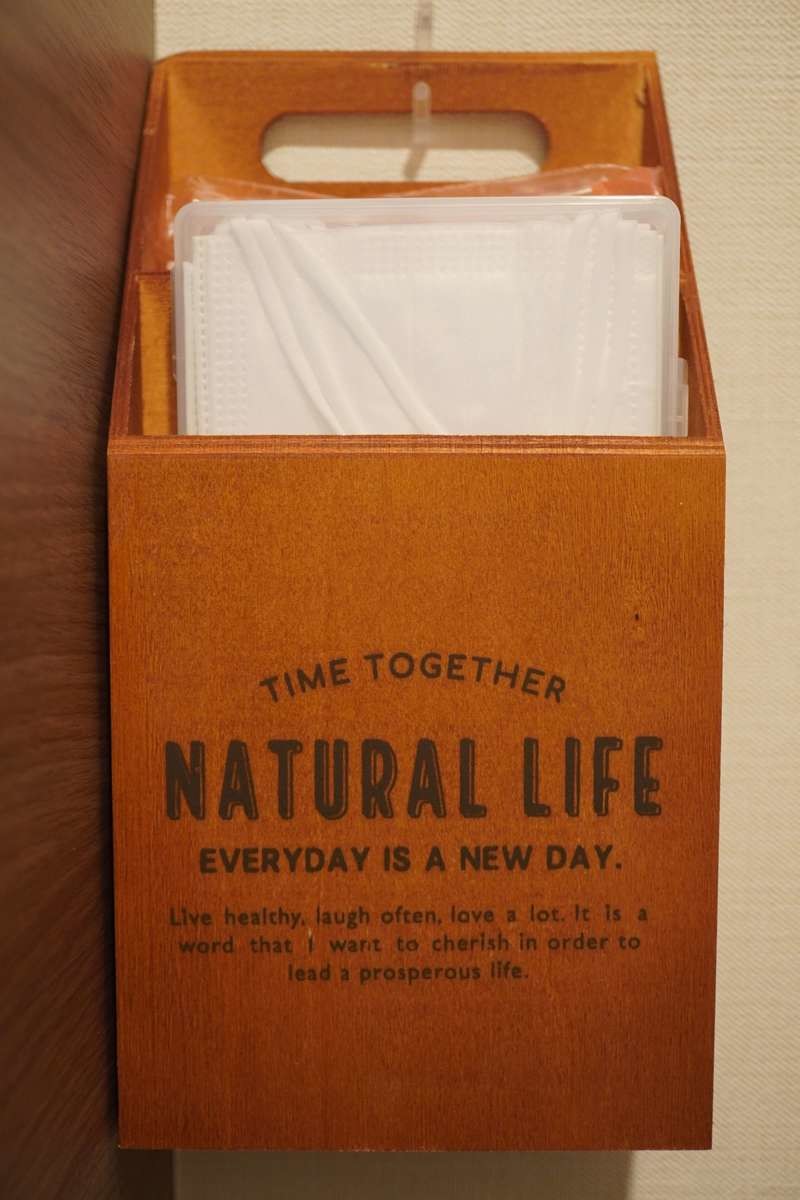 TIME TOGETHER
NATURAL LIFE
EVERYDAY IS A NEW DAY.
Live healthy, laugh often, love a lot. It is a
word that I want to cherish in order to
lead a prosperous life.